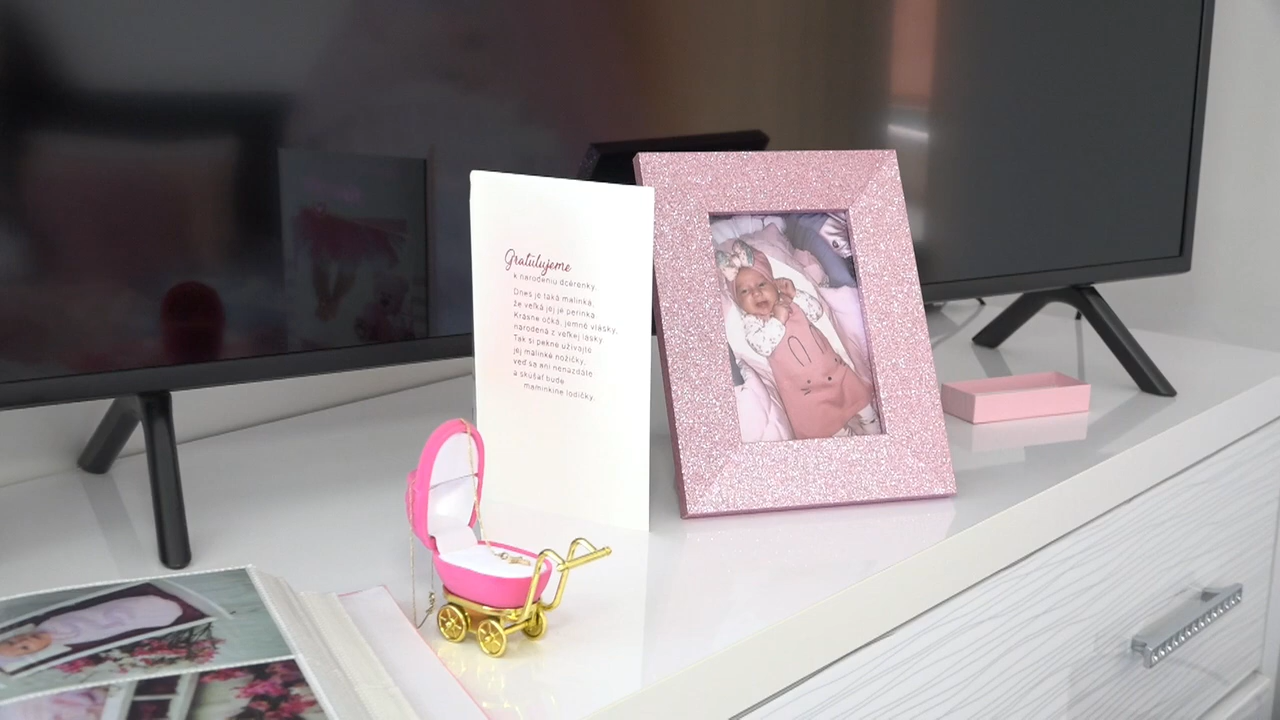 Gratulujeme
k narodeniu dcérenky.
Dnes je taká malinká,
že veľká jej je perinka.
Krásne očká, jemné vlásky,
narodená z veľkej lásky.
Tak si pekne užívajte
jej malinké nožičky,
veď sa ani nenazdáte
a skúšať bude
maminkine lodičky.